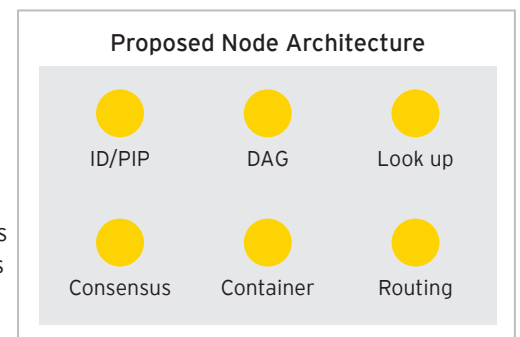 Proposed Node Architecture
ID/PIP DAG Look up
s
s
Consensus Container Routing